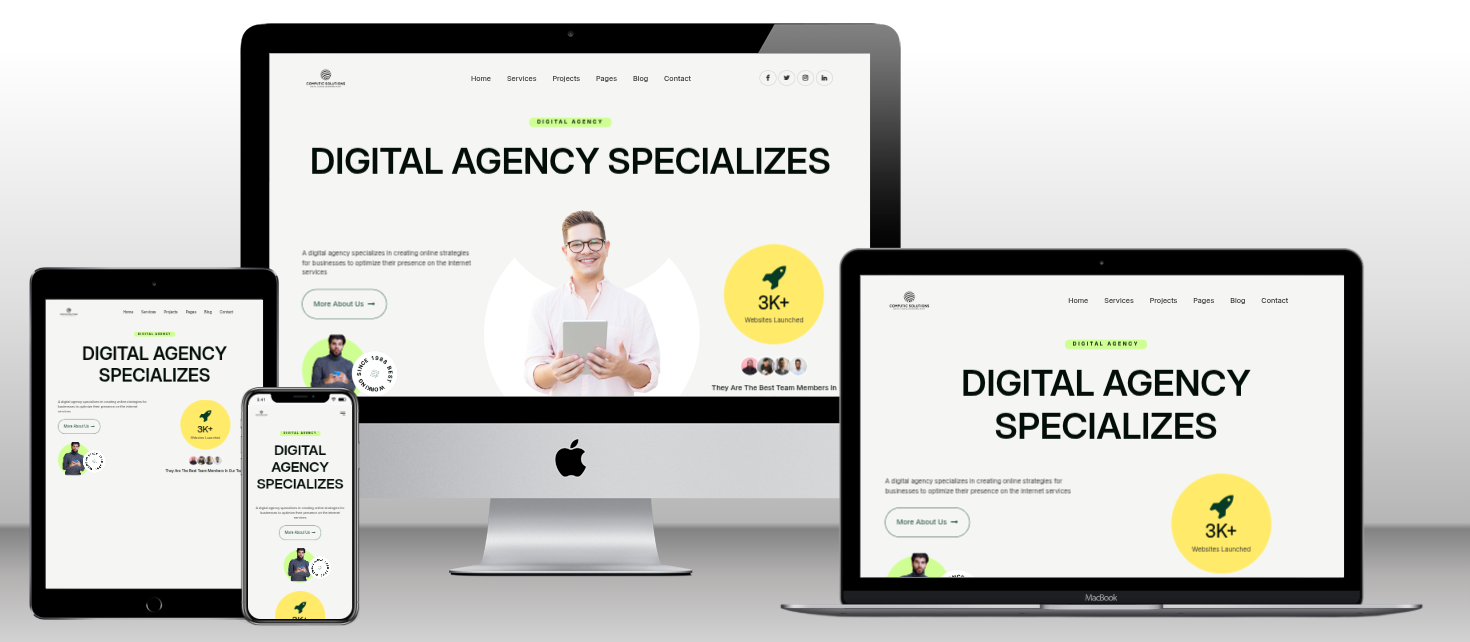 COMPUTIC SOLUTIONS
Home Services Projects Pages Blog Contact
DIGITAL AGENCY
DIGITAL AGENCY SPECIALIZES
A digital agency specializes in creating online strategies
for businesses to optimize their presence on the internet
services
More About Us
SINCE 1998 BEST WORKING
3K+
Websites Launched
They Are The Best Team Members In
Home Services Projects Pages Blog Contact
DIGITAL AGENCY
DIGITAL AGENCY
SPECIALIZES
A digital agency specializes in creating online strategies for
businesses to optimize their presence on the internet
services
More About Us
3K+
Websites Launched
They Are The Best Team Members In Our
9:41
DIGITAL AGENCY
DIGITAL
AGENCY
SPECIALIZES
A digital agency specializes in creating online strategies for
businesses to optimize their presence on the internet
services
More About Us
3K+
COMPUTIC SOLUTIONS
Home Services Projects Pages Blog Contact
DIGITAL AGENCY
DIGITAL AGENCY
SPECIALIZES
A digital agency specializes in creating online strategies for
businesses to optimize their presence on the internet services
More About Us
3K+
Websites Launched
MacBook